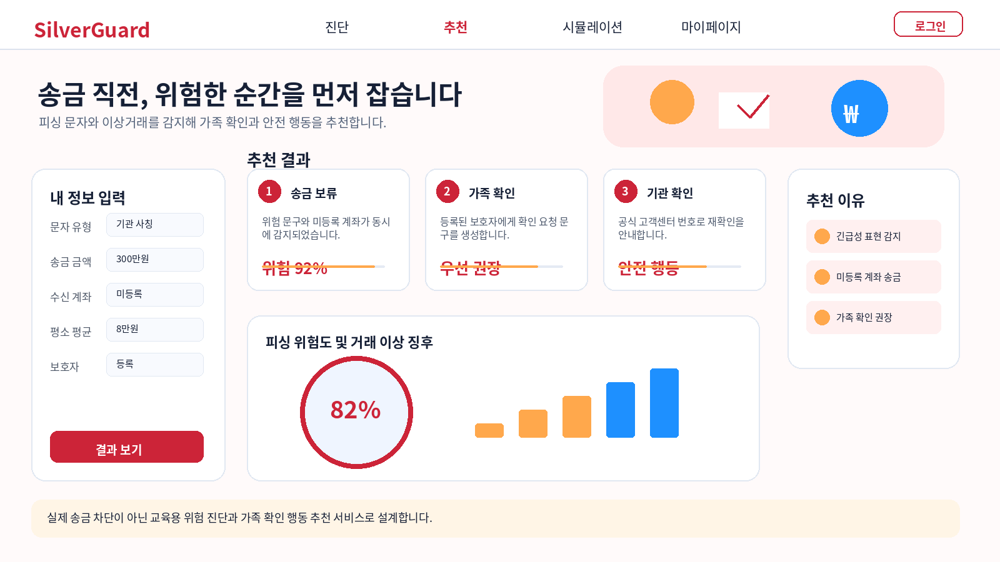 SilverGuard
진단
추천
시뮬레이션
마이페이지
로그인
송금 직전, 위험한 순간을 먼저 잡습니다
피싱 문자와 이상거래를 감지해 가족 확인과 안전 행동을 추천합니다.
₩
내 정보 입력
문자 유형
기관 사칭
송금 금액
300만원
수신 계좌
미등록
평소 평균
8만원
보호자
등록
결과 보기
추천 결과
1
송금 보류
위험 문구와 미등록 계좌가 동시
에 감지되었습니다.
위험 92%
2
가족 확인
등록된 보호자에게 확인 요청 문
구를 생성합니다.
우선 권장
3
기관 확인
공식 고객센터 번호로 재확인을
안내합니다.
안전 행동
피싱 위험도 및 거래 이상 징후
82%
추천 이유
긴급성 표현 감지
미등록 계좌 송금
가족 확인 권장
실제 송금 차단이 아닌 교육용 위험 진단과 가족 확인 행동 추천 서비스로 설계합니다.